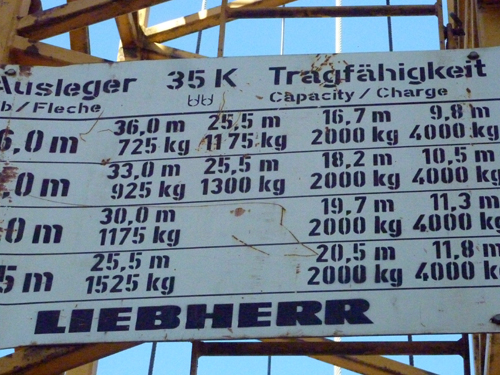 Ausleger 35 K Tragfähigkeit
b/Fleche Capacity/Charge
6,0 m 36,0 m 25,5 m 16,7 m 9,8 m
725 kg 1175 kg 2000 kg 4000 kg
,0 m 33,0 m 25,5 m 18,2 m 10,5 m
925 kg 1300 kg 2000 kg 4000 kg
0 m 30,0 m 19,7 m 11,3 m
1175 kg 2000 kg 4000 kg
5 m 25,5 m 20,5 m 11,8 m
1525 kg 2000 kg 4000 k
LIEBHERR